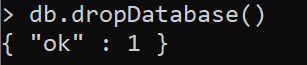 > db.dropDatabase()
{ "ok" : 1 }